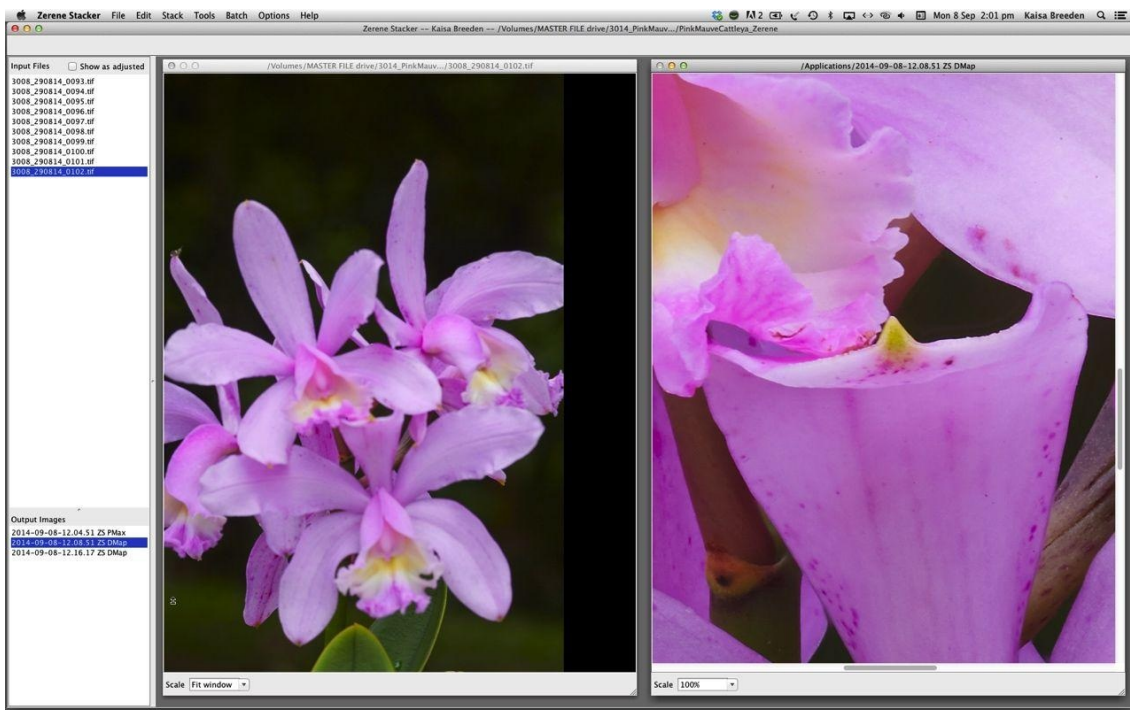 Zerene Stacker File Edit Stack Tools Batch Options Help
2 Mon 8 Sep 2:01 pm Kaisa Breeden
Zerene Stacker -- Kaisa Breeden -- /Volumes/MASTER FILE drive/3014_PinkMauv.../PinkMauveCattleya_Zerene
Input Files Show as adjusted
3008_290814_0093.tif
3008_290814_0094.tif
3008_290814_0095.tif
3008_290814_0096.tif
3008_290814_0097.tif
3008_290814_0098.tif
3008_290814_0099.tif
3008_290814_0100.tif
3008_290814_0101.tif
3008_290814_0102.tif
Output Images
2014-09-08-12.04.51 ZS PMax
2014-09-08-12.08.51 ZS DMap
2014-09-08-12.16.17 ZS DMap
/Volumes/MASTER FILE drive/3014_PinkMauv.../3008_290814_0102.tif
Scale Fit window
/Applications/2014-09-08-12.08.51 ZS DMap
Scale 100%